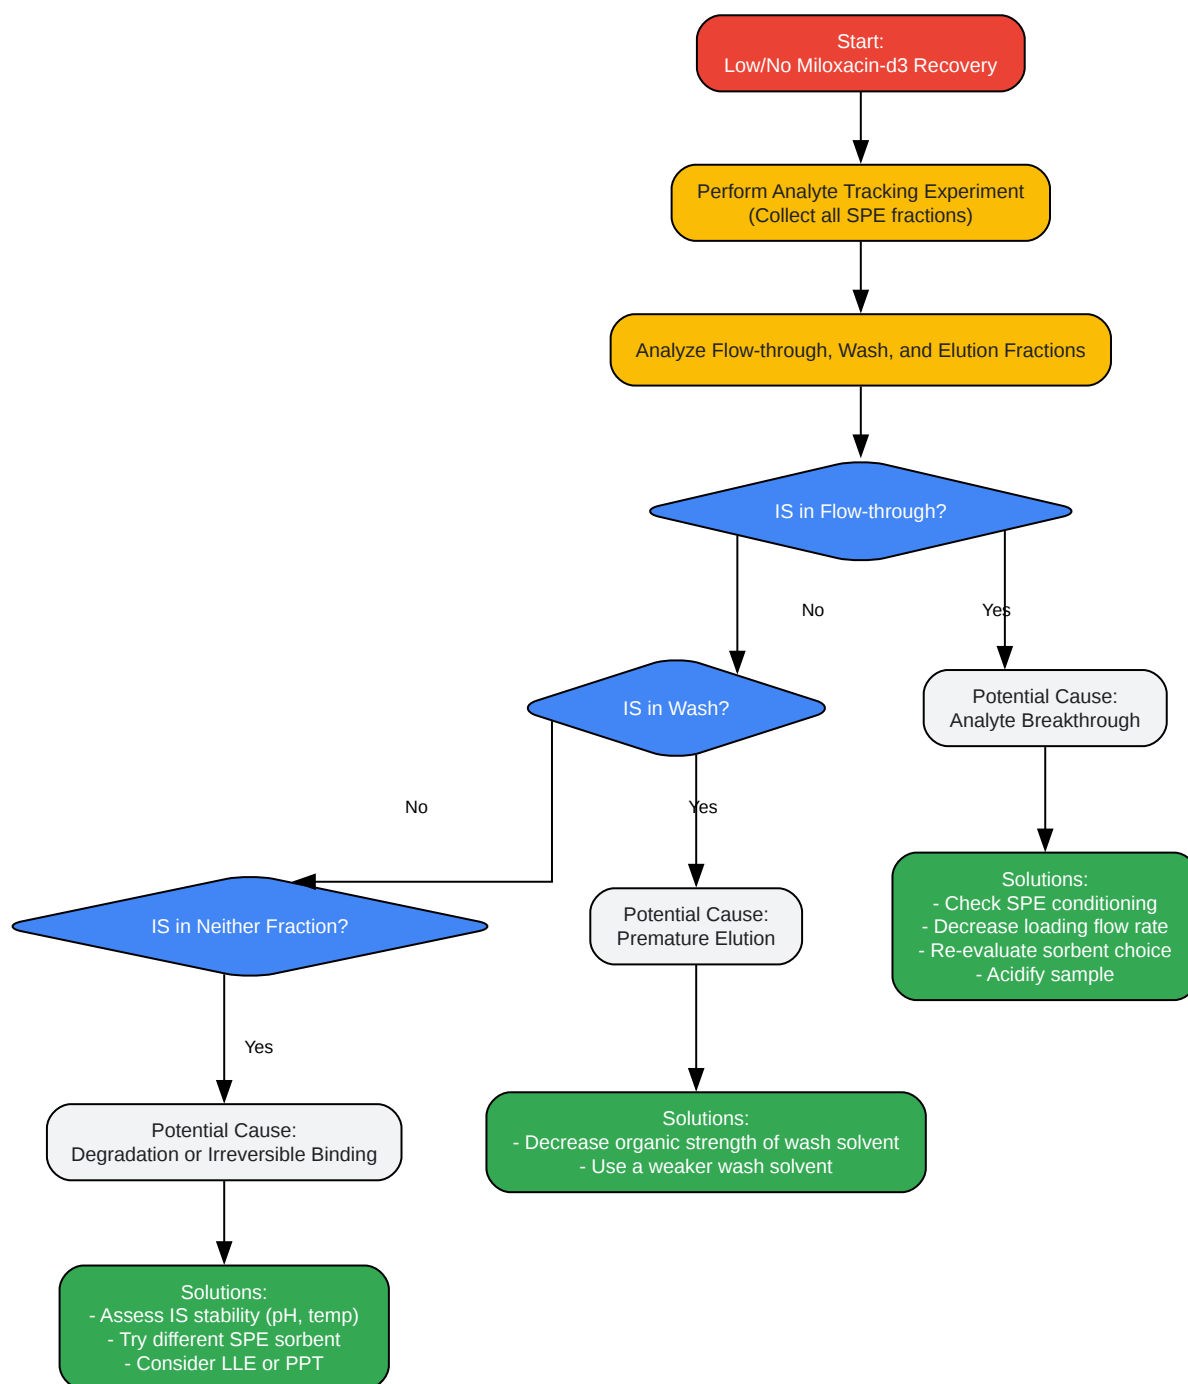 Start:
Low/No Miloxacin-d3 Recovery
Perform Analyte Tracking Experiment
(Collect all SPE fractions)
Analyze Flow-through, Wash, and Elution Fractions
IS in Flow-through?
No
Yes
IS in Wash?
Potential Cause:
Analyte Breakthrough
No
Yes
Solutions:
- Check SPE conditioning
- Decrease loading flow rate
- Re-evaluate sorbent choice
- Acidify sample
IS in Neither Fraction?
Potential Cause:
Premature Elution
Yes
Potential Cause:
Degradation or Irreversible Binding
Solutions:
- Decrease organic strength of wash solvent
- Use a weaker wash solvent
Solutions:
- Assess IS stability (pH, temp)
- Try different SPE sorbent
- Consider LLE or PPT